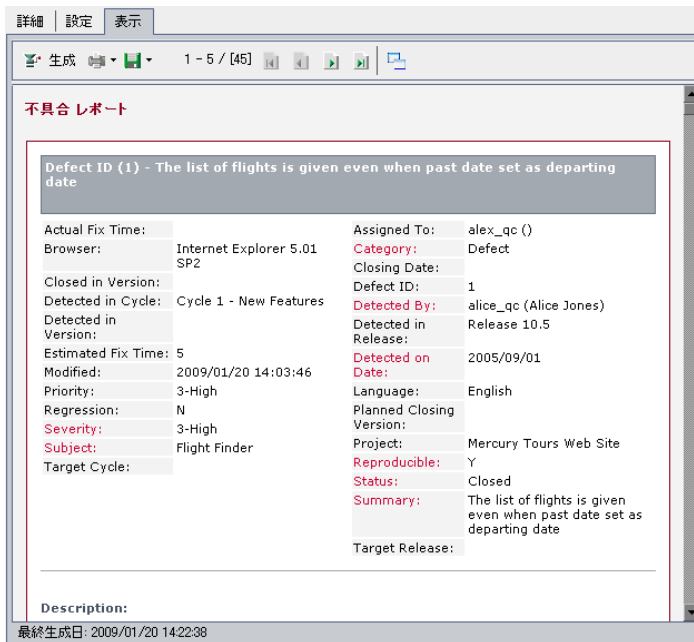 詳細 設定 表示
生成 1 - 5 / [45]
不具合 レポート
Defect ID (1) - The list of flights is given even when past date set as departing
date
Actual Fix Time:
Browser: Internet Explorer 5.01
SP2
Closed in Version:
Detected in Cycle: Cycle 1 - New Features
Detected in
Version:
Estimated Fix Time: 5
Modified: 2009/01/20 14:03:46
Priority: 3-High
Regression: N
Severity: 3-High
Subject: Flight Finder
Target Cycle:
Assigned To: alex_qc ()
Category: Defect
Closing Date:
Defect ID: 1
Detected By: alice_qc (Alice Jones)
Detected in Release 10.5
Release:
Detected on 2005/09/01
Date:
Language: English
Planned Closing
Version:
Project: Mercury Tours Web Site
Reproducible: Y
Status: Closed
Summary: The list of flights is given
even when past date set as
departing date
Target Release:
Description:
最終生成日: 2009/01/20 14:22:38